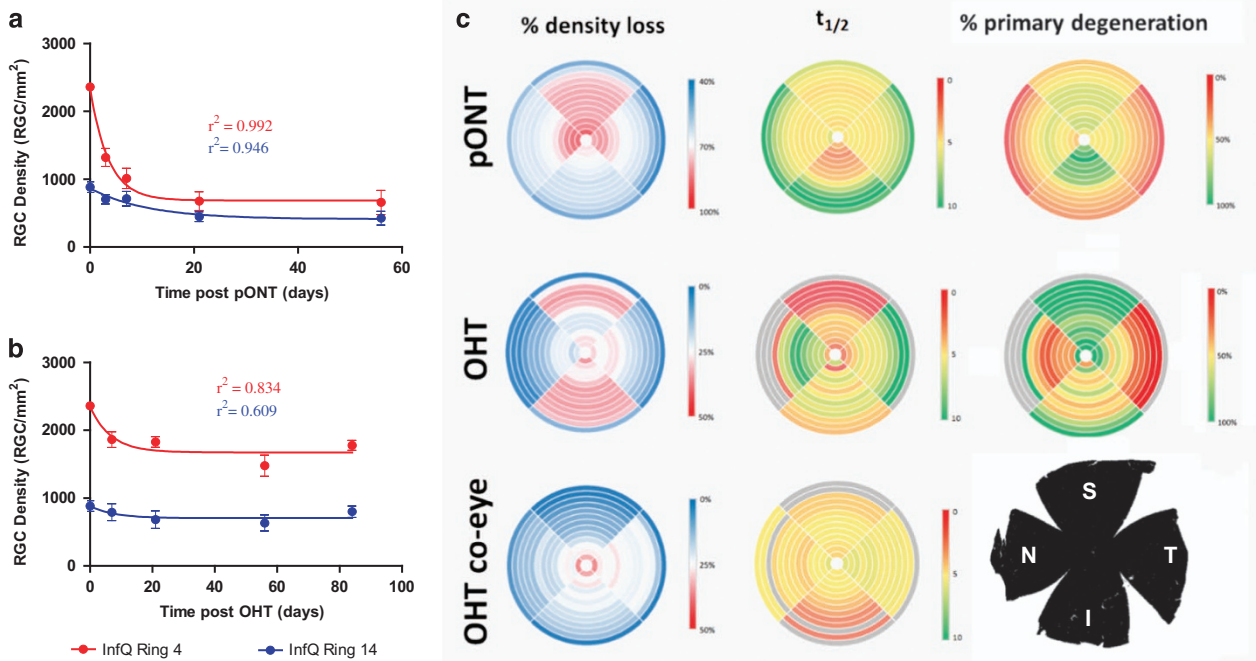 a
3000
2000
1000
0
RGC Density (RGC/mm²)
r² = 0.992
r²= 0.946
0
20
40
60
Time post pONT (days)
b
3000
2000
1000
0
RGC Density (RGC/mm²)
r² = 0.834
r²= 0.609
0
20
40
60
80
100
Time post OHT (days)
InfQ Ring 4
InfQ Ring 14
c
% density loss
t1/2
% primary degeneration
pONT
40%
70%
100%
0
5
10
0%
50%
100%
OHT
0%
25%
50%
0
5
10
0%
50%
100%
OHT co-eye
0%
25%
50%
0
5
10
S
N
T
I